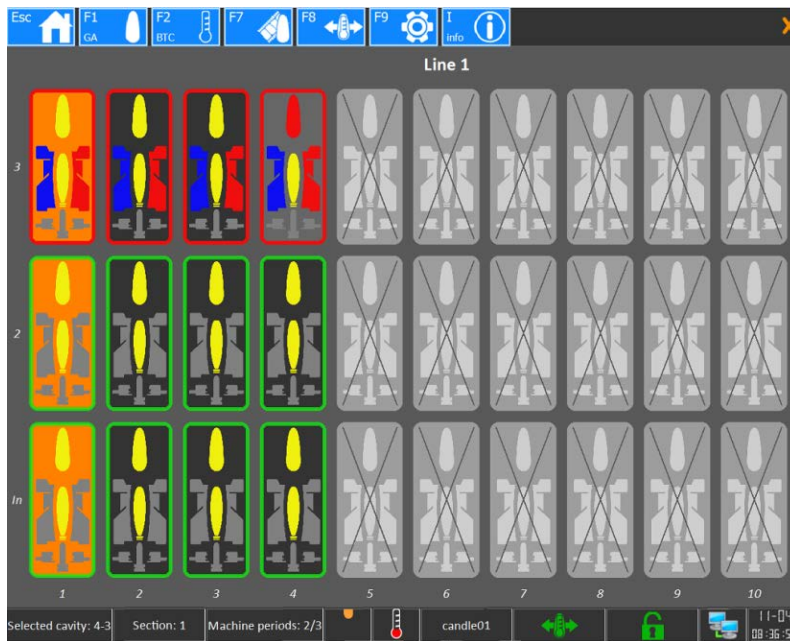 Esc
F1
GA
F2
BTC
F7
F8
F9
I
info
Line 1
3
2
In
1 2 3 4 5 6 7 8 9 10
Selected cavity: 4-3 Section: 1 Machine periods: 2/3 candle01